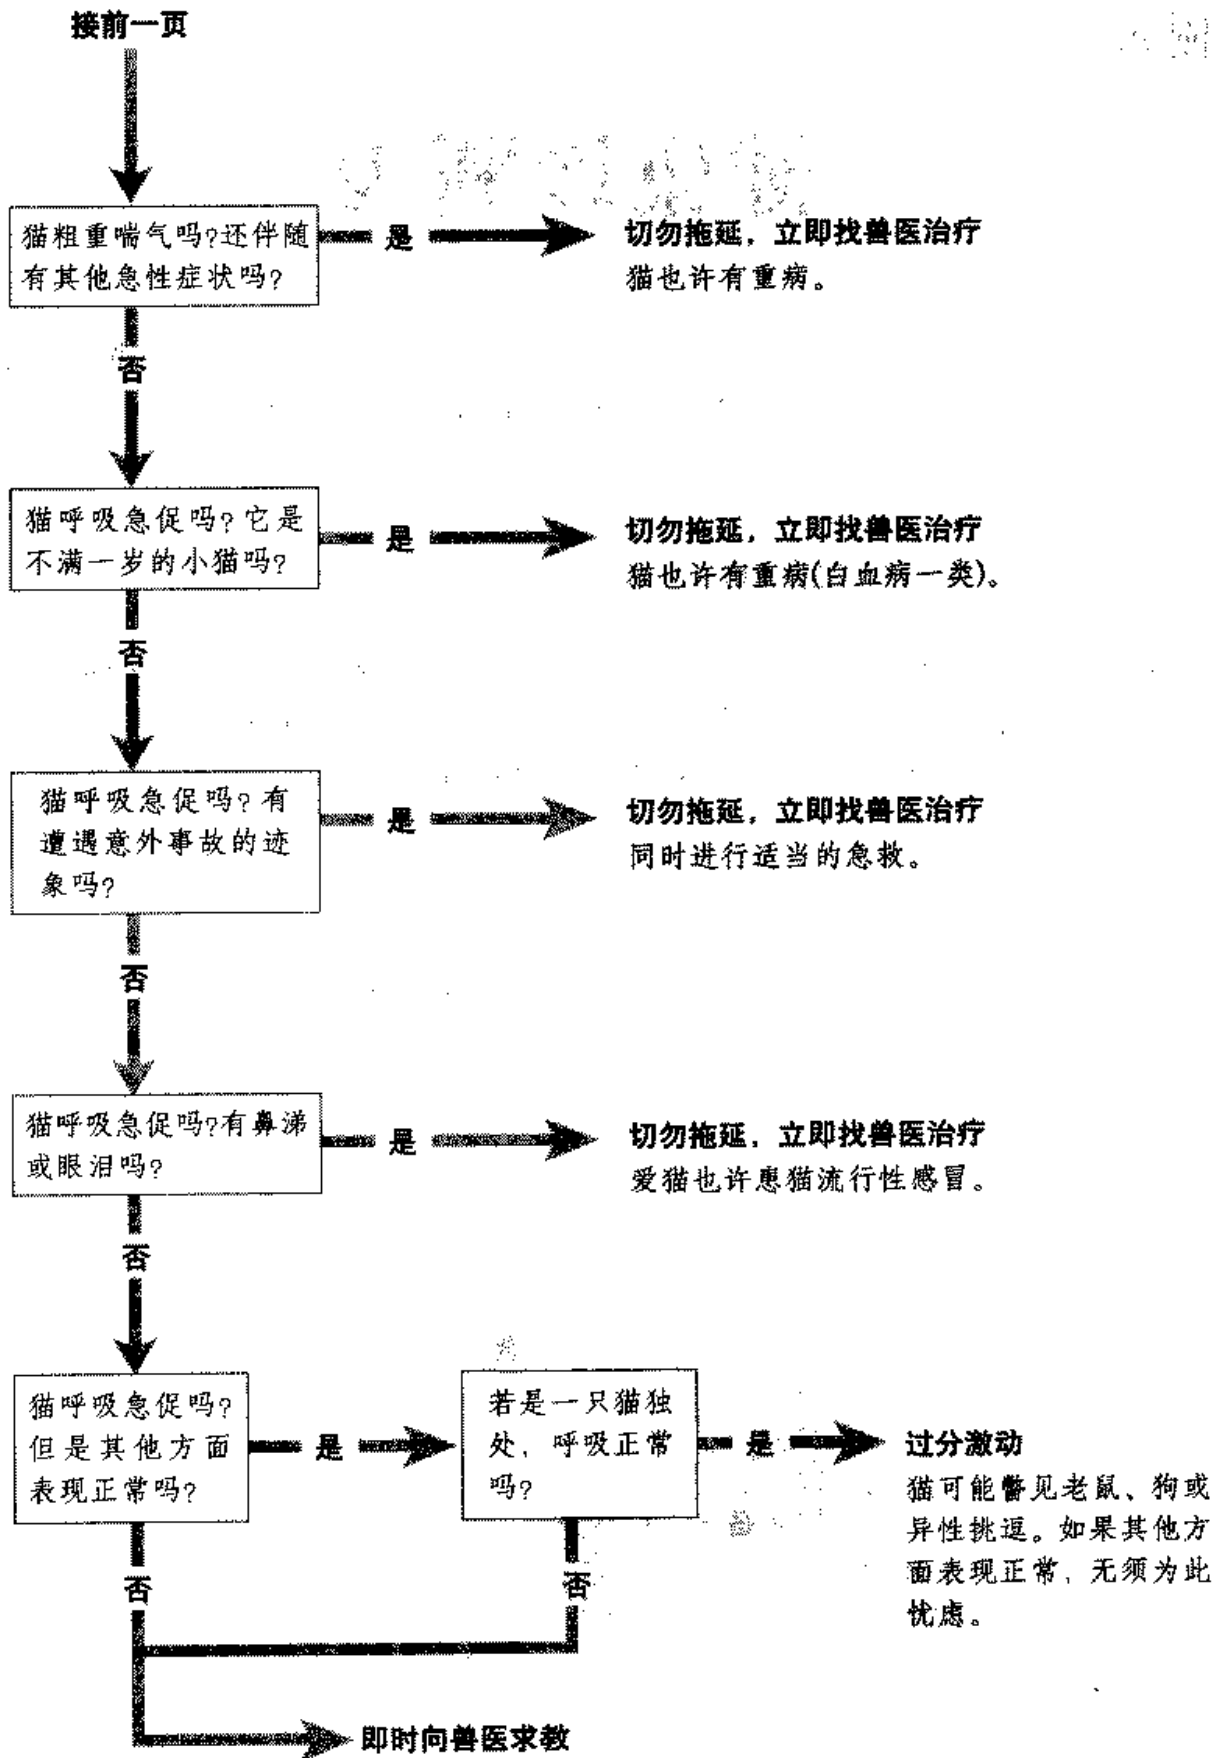 接前一页
猫粗重喘气吗?还伴随
有其他急性症状吗?
是
切勿拖延，立即找兽医治疗
猫也许有重病。
否
猫呼吸急促吗?它是
不满一岁的小猫吗?
是
切勿拖延，立即找兽医治疗
猫也许有重病(白血病一类)。
否
猫呼吸急促吗?有
遭遇意外事故的迹
象吗?
是
切勿拖延，立即找兽医治疗
同时进行适当的急救。
否
猫呼吸急促吗?有鼻涕
或眼泪吗?
是
切勿拖延，立即找兽医治疗
爱猫也许患猫流行性感冒。
否
猫呼吸急促吗?
但是其他方面
表现正常吗?
是
若是一只猫独
处，呼吸正常
吗?
是
过分激动
猫可能瞥见老鼠、狗或
异性挑逗。如果其他方
面表现正常，无须为此
忧虑。
否
否
即时向兽医求教